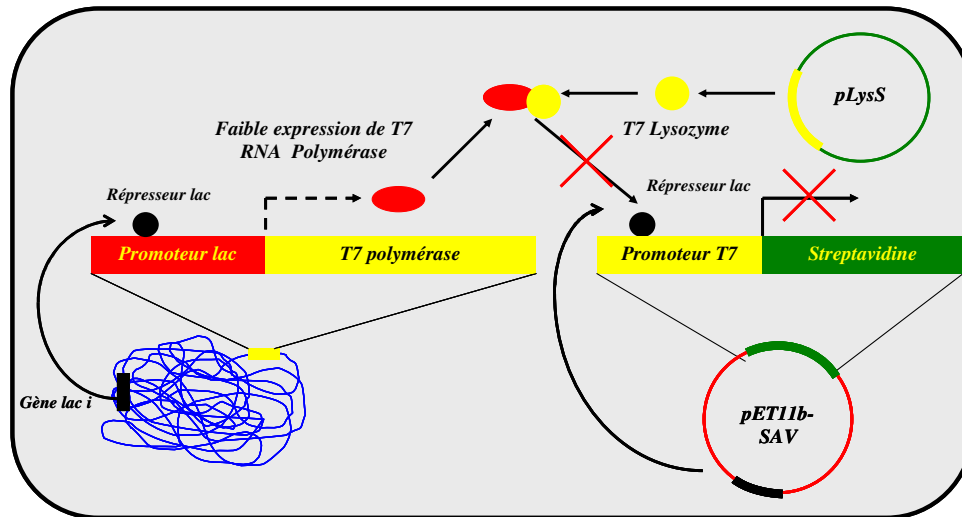 pLysS
Faible expression de T7
RNA Polymérase
T7 Lysozyme
Répresseur lac
Répresseur lac
Promoteur lac
T7 polymérase
Promoteur T7
Streptavidine
Gène lac i
pET11b-
SAV